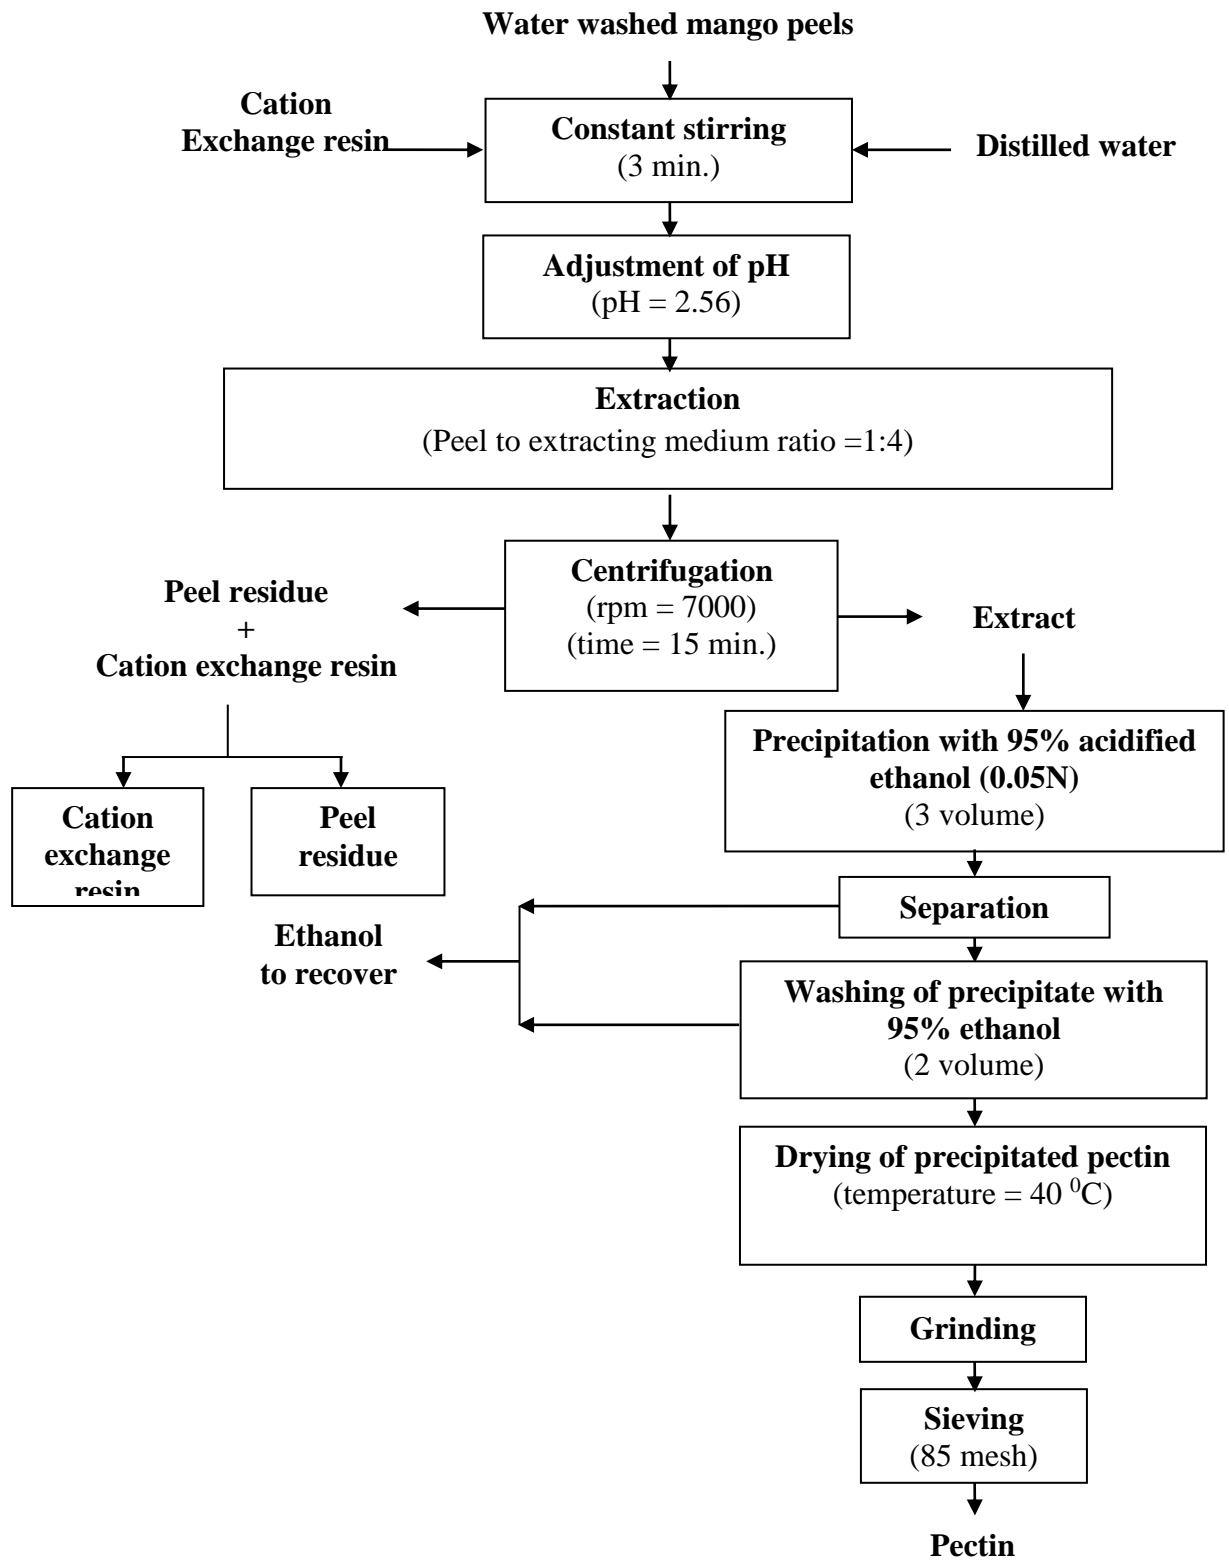 Water washed mango peels
Cation
Exchange resin
Constant stirring
(3 min.)
Distilled water
Adjustment of pH
(pH = 2.56)
Extraction
(Peel to extracting medium ratio =1:4)
Centrifugation
(rpm = 7000)
(time = 15 min.)
Peel residue
+
Cation exchange resin
Extract
Precipitation with 95% acidified
ethanol (0.05N)
(3 volume)
Cation
exchange
resin
Peel
residue
Separation
Ethanol
to recover
Washing of precipitate with
95% ethanol
(2 volume)
Drying of precipitated pectin
(temperature = 40 ⁰C)
Grinding
Sieving
(85 mesh)
Pectin